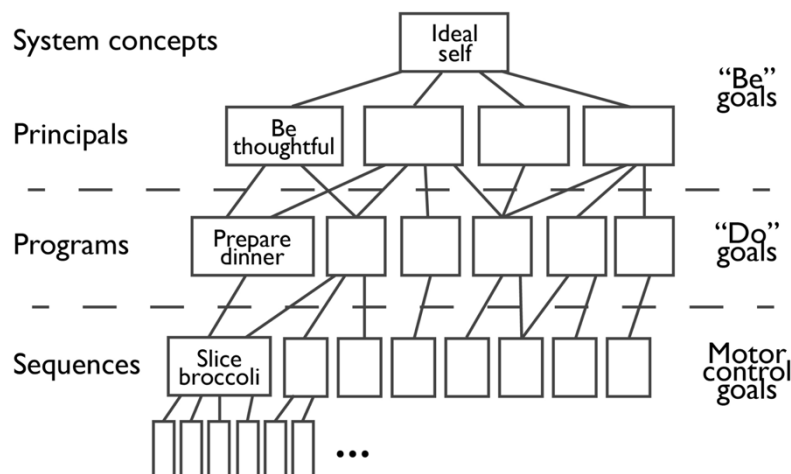 System concepts
Ideal
self
“Be”
goals
Principals
Be
thoughtful
Programs
Prepare
dinner
“Do”
goals
Sequences
Slice
broccoli
Motor
control
goals
...